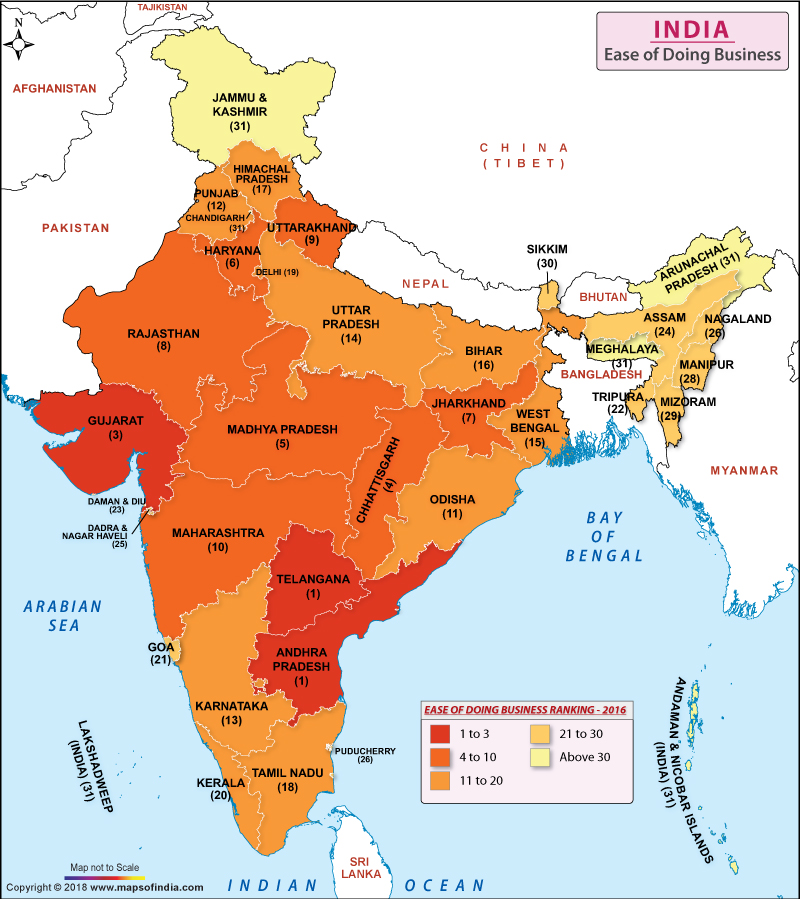 TAJIKISTAN
N
INDIA
Ease of Doing Business
AFGHANISTAN
JAMMU &
KASHMIR
(31)
C H I N A
(TIBET)
HIMACHAL
PRADESH
(17)
PUNJAB
(12)
CHANDIGARH
(31)
PAKISTAN
UTTARAKHAND
(9)
HARYANA
(6)
DELHI (19)
SIKKIM
(30)
ARUNACHAL
PRADESH (31)
NEPAL
BHUTAN
UTTAR
PRADESH
(14)
RAJASTHAN
(8)
ASSAM
(24)
NAGALAND
(26)
BIHAR
(16)
MEGHALAYA
(31)
MANIPUR
(28)
BANGLADESH
TRIPURA
(22)
MIZORAM
(29)
GUJARAT
(3)
MADHYA PRADESH
(5)
JHARKHAND
(7)
WEST
BENGAL
(15)
CHHATTISGARH
(4)
MYANMAR
DAMAN & DIU
(23)
DADRA &
NAGAR HAVELI
(25)
ODISHA
(11)
MAHARASHTRA
(10)
BAY
OF
BENGAL
TELANGANA
(1)
ARABIAN
SEA
GOA
(21)
ANDHRA
PRADESH
(1)
KARNATAKA
(13)
EASE OF DOING BUSINESS RANKING - 2016
1 to 3
21 to 30
4 to 10
Above 30
11 to 20
ANDAMAN & NICOBAR ISLANDS
(INDIA) (31)
LAKSHADWEEP
(INDIA) (31)
PUDUCHERRY
(26)
KERALA
(20)
TAMIL NADU
(18)
SRI
LANKA
Map not to Scale
Copyright © 2018 www.mapsofindia.com
INDIAN OCEAN